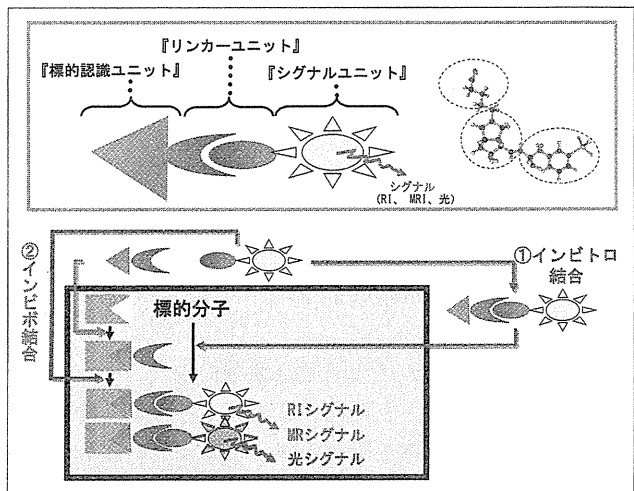 『リンカーユニット』
『標的認識ユニット』
『シグナルユニット』
シグナル
(RI、 MRI、光)
②インビボ結合
①インビトロ
結合
標的分子
RIシグナル
MRシグナル
光シグナル